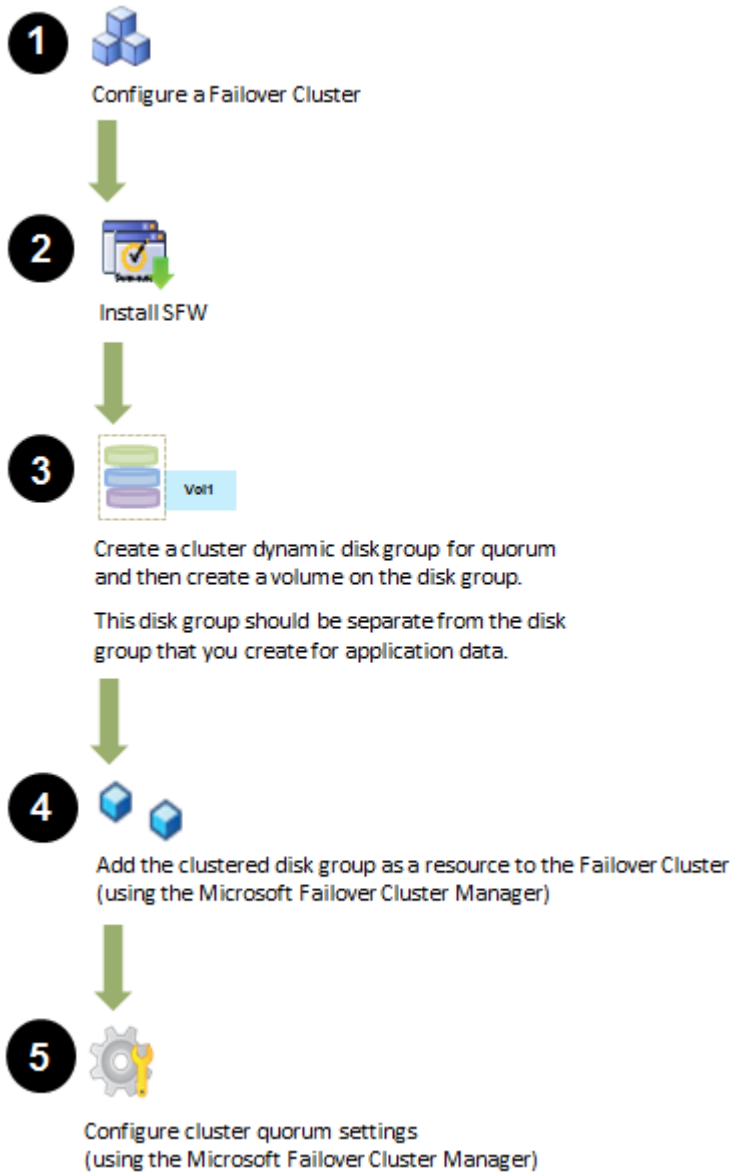 1
Configure a Failover Cluster
2
Install SFW
3
Vol1
Create a cluster dynamic disk group for quorum
and then create a volume on the disk group.
This disk group should be separate from the disk
group that you create for application data.
4
Add the clustered disk group as a resource to the Failover Cluster
(using the Microsoft Failover Cluster Manager)
5
Configure cluster quorum settings
(using the Microsoft Failover Cluster Manager)